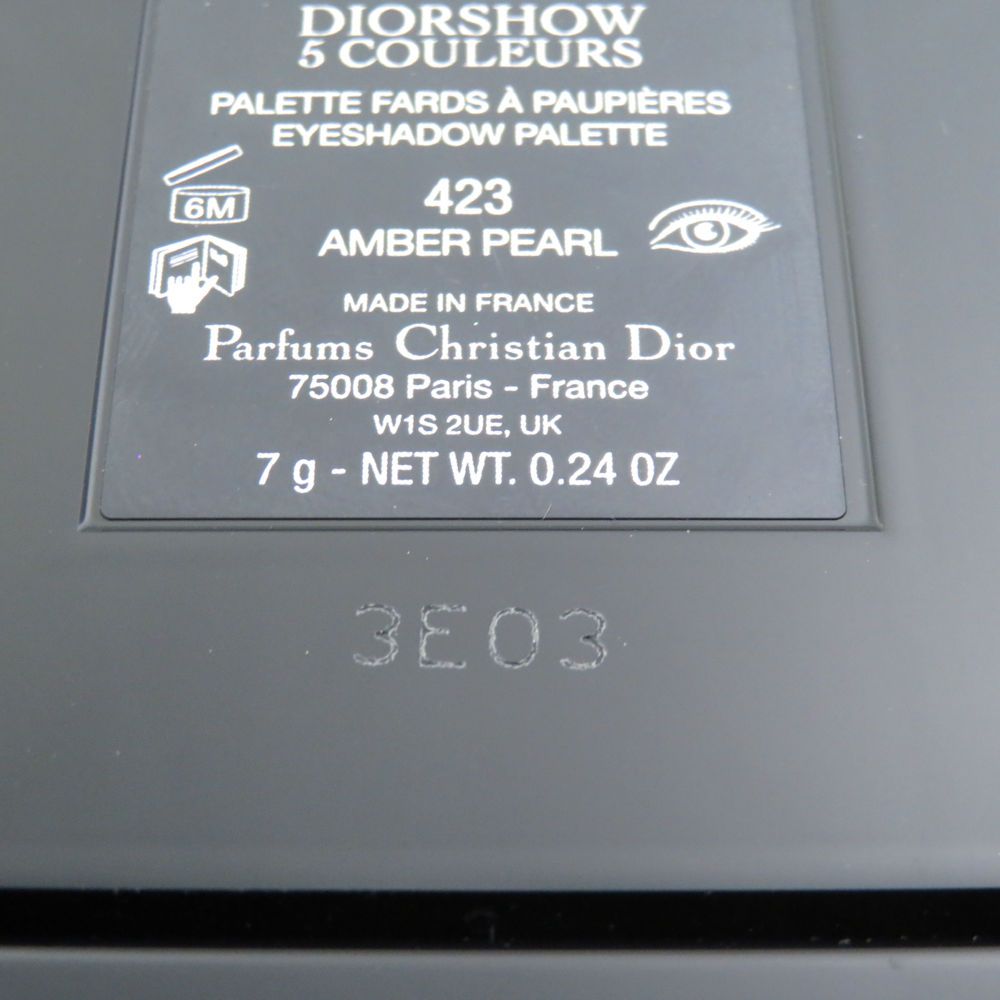 DIORSHOW
5 COULEURS
PALETTE FARDS À PAUPIÈRES
EYESHADOW PALETTE
6M
423
AMBER PEARL
MADE IN FRANCE
Parfums Christian Dior
75008 Paris - France
W1S 2UE, UK
7 g - NET WT. 0.24 OZ
3E03